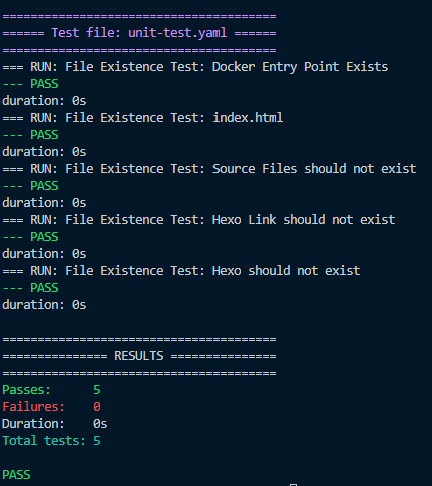 =======================================
====== Test file: unit-test.yaml ======
=======================================
=== RUN: File Existence Test: Docker Entry Point Exists
--- PASS
duration: 0s
=== RUN: File Existence Test: index.html
--- PASS
duration: 0s
=== RUN: File Existence Test: Source Files should not exist
--- PASS
duration: 0s
=== RUN: File Existence Test: Hexo Link should not exist
--- PASS
duration: 0s
=== RUN: File Existence Test: Hexo should not exist
--- PASS
duration: 0s
=======================================
=============== RESULTS ===============
=======================================
Passes:      5
Failures:    0
Duration:    0s
Total tests: 5
PASS